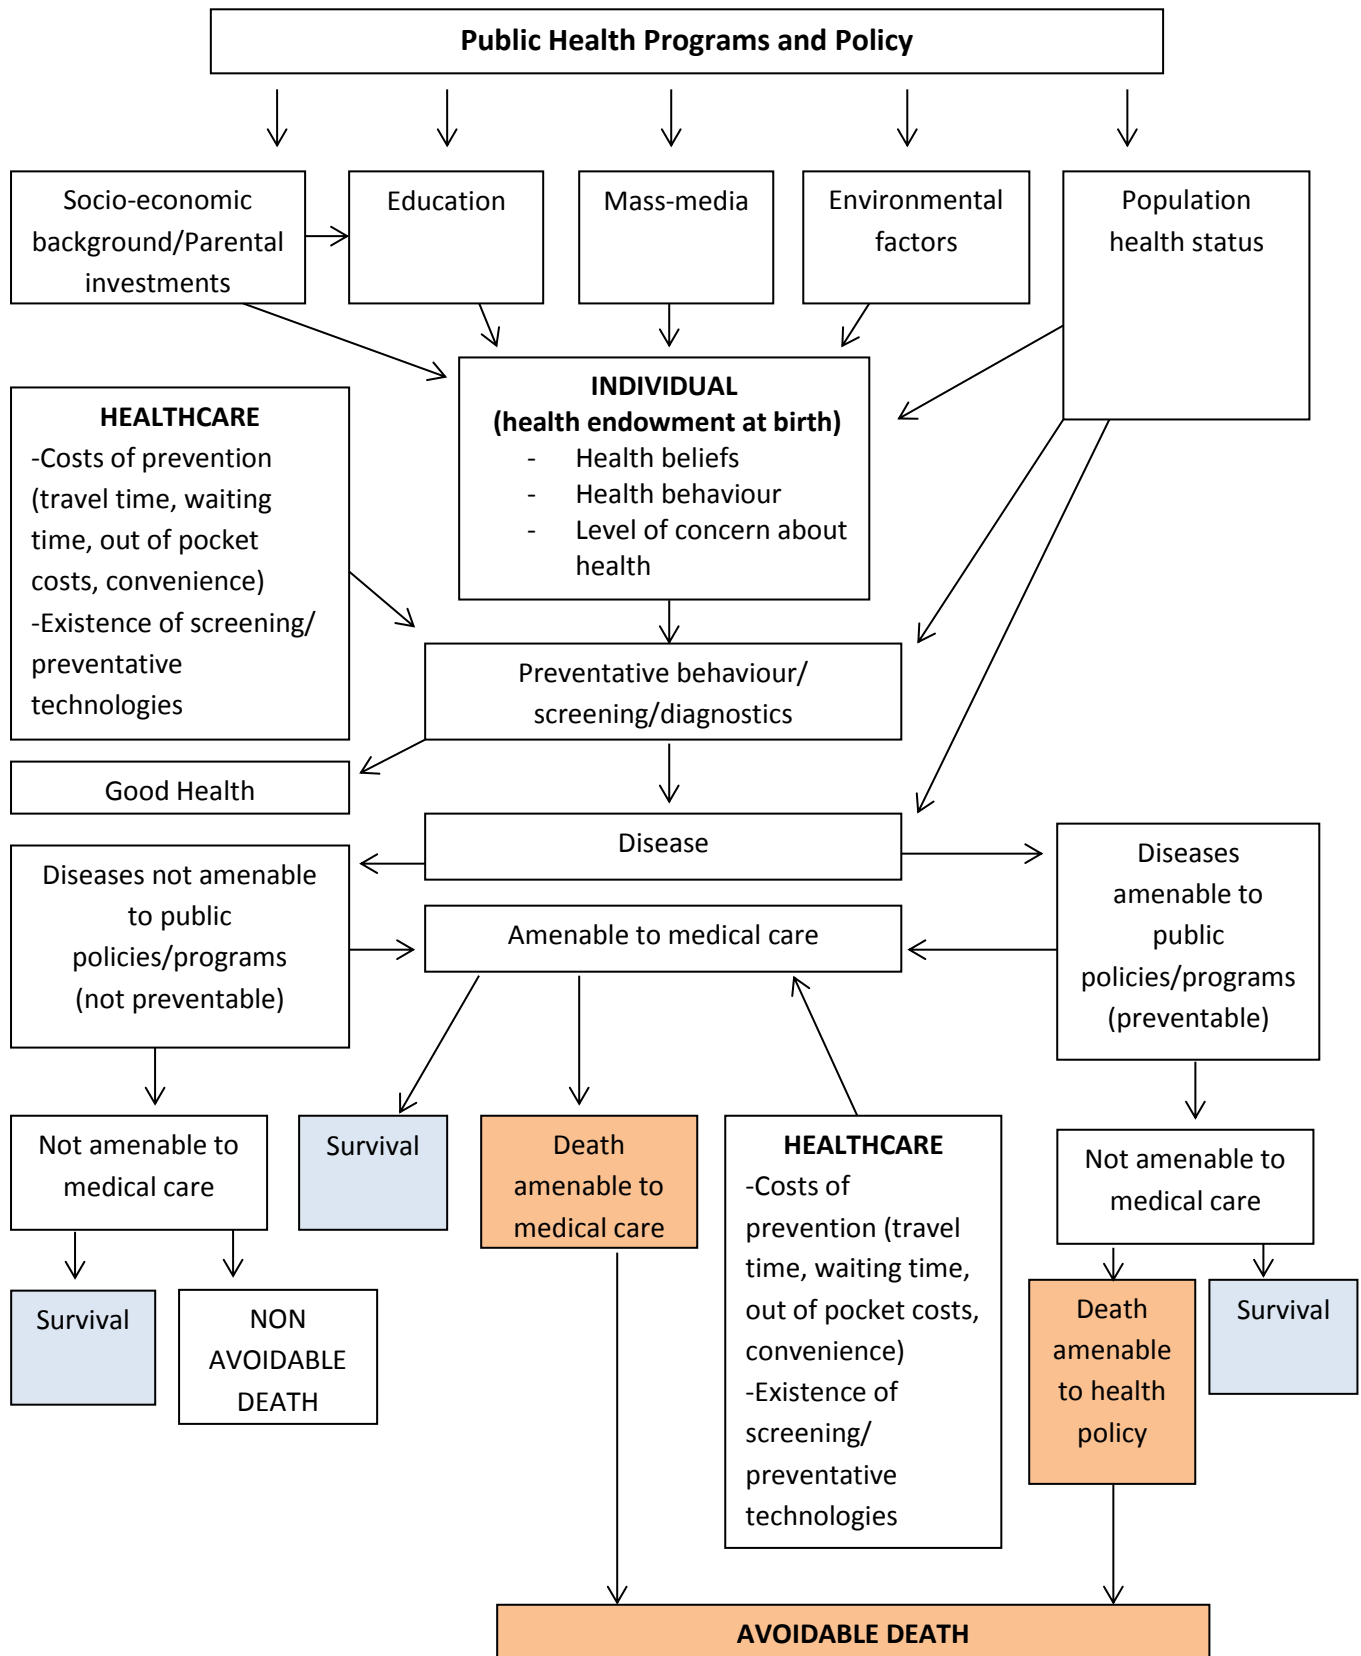 Public Health Programs and Policy
Socio-economic
background/Parental
investments
Education
Mass-media
Environmental
factors
Population
health status
INDIVIDUAL
(health endowment at birth)
- Health beliefs
- Health behaviour
- Level of concern about
health
HEALTHCARE
-Costs of prevention
(travel time, waiting
time, out of pocket
costs, convenience)
-Existence of screening/
preventative
technologies
Preventative behaviour/
screening/diagnostics
Good Health
Disease
Diseases not amenable
to public
policies/programs
(not preventable)
Amenable to medical care
Diseases
amenable to
public
policies/programs
(preventable)
Not amenable to
medical care
Survival
Death
amenable to
medical care
HEALTHCARE
-Costs of
prevention (travel
time, waiting time,
out of pocket costs,
convenience)
-Existence of
screening/
preventative
technologies
Not amenable to
medical care
Survival
NON
AVOIDABLE
DEATH
Death
amenable
to health
policy
Survival
AVOIDABLE DEATH